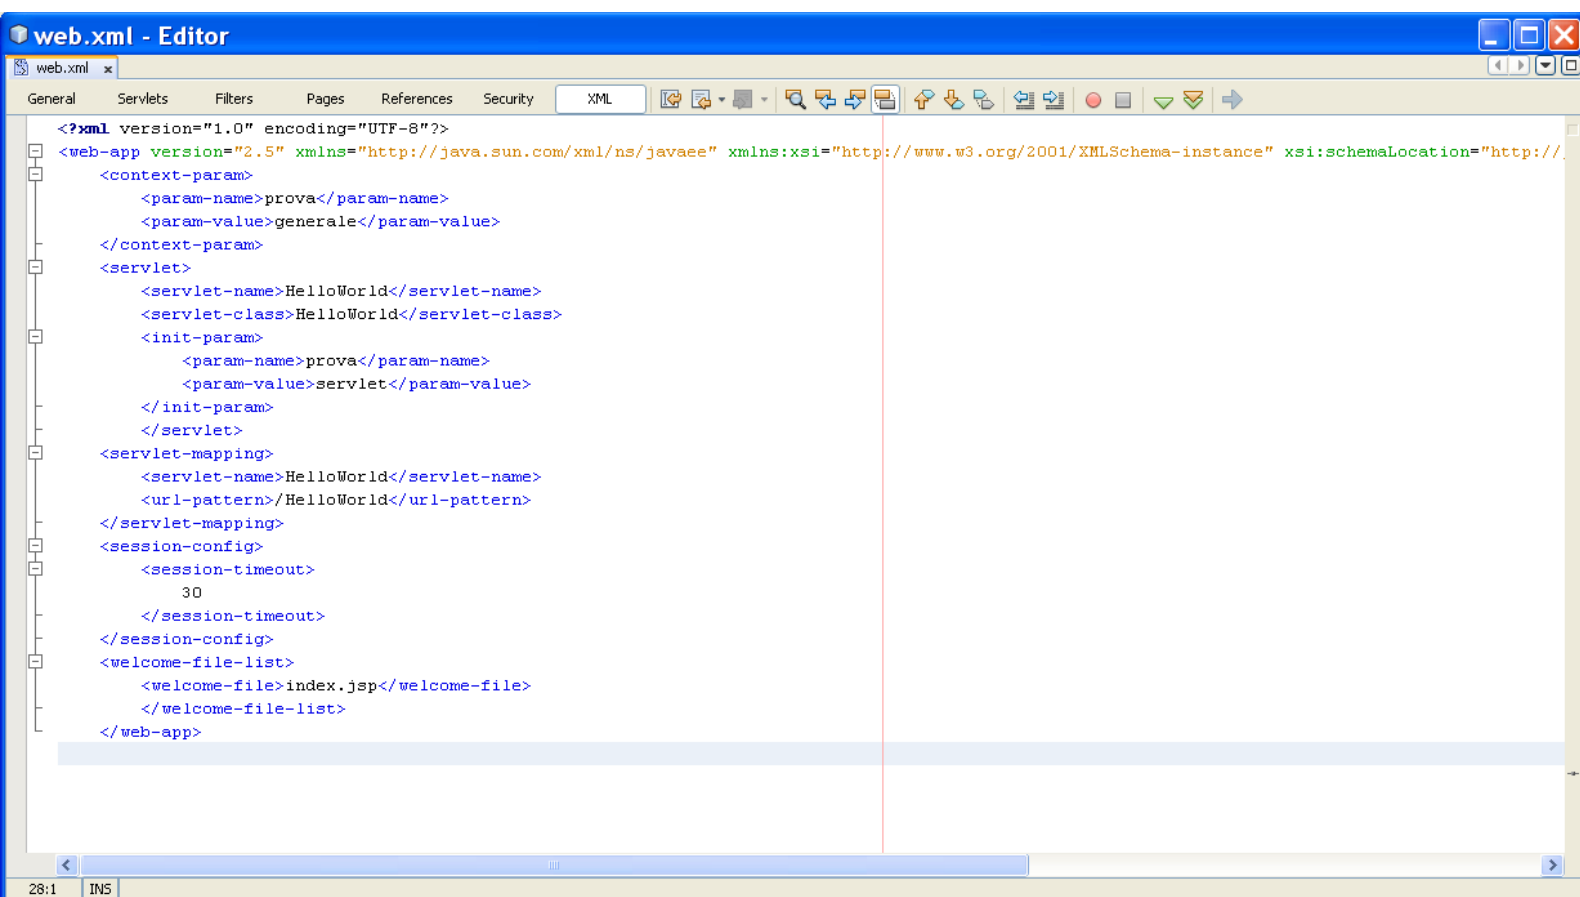 web.xml - Editor
web.xml x
General Servlets Filters Pages References Security XML
<?xml version="1.0" encoding="UTF-8"?>
<web-app version="2.5" xmlns="http://java.sun.com/xml/ns/javaee" xmlns:xsi="http://www.w3.org/2001/XMLSchema-instance" xsi:schemaLocation="http://
<context-param>
<param-name>prova</param-name>
<param-value>generale</param-value>
</context-param>
<servlet>
<servlet-name>HelloWorld</servlet-name>
<servlet-class>HelloWorld</servlet-class>
<init-param>
<param-name>prova</param-name>
<param-value>servlet</param-value>
</init-param>
</servlet>
<servlet-mapping>
<servlet-name>HelloWorld</servlet-name>
<url-pattern>/HelloWorld</url-pattern>
</servlet-mapping>
<session-config>
<session-timeout>
30
</session-timeout>
</session-config>
<welcome-file-list>
<welcome-file>index.jsp</welcome-file>
</welcome-file-list>
</web-app>
28:1 INS